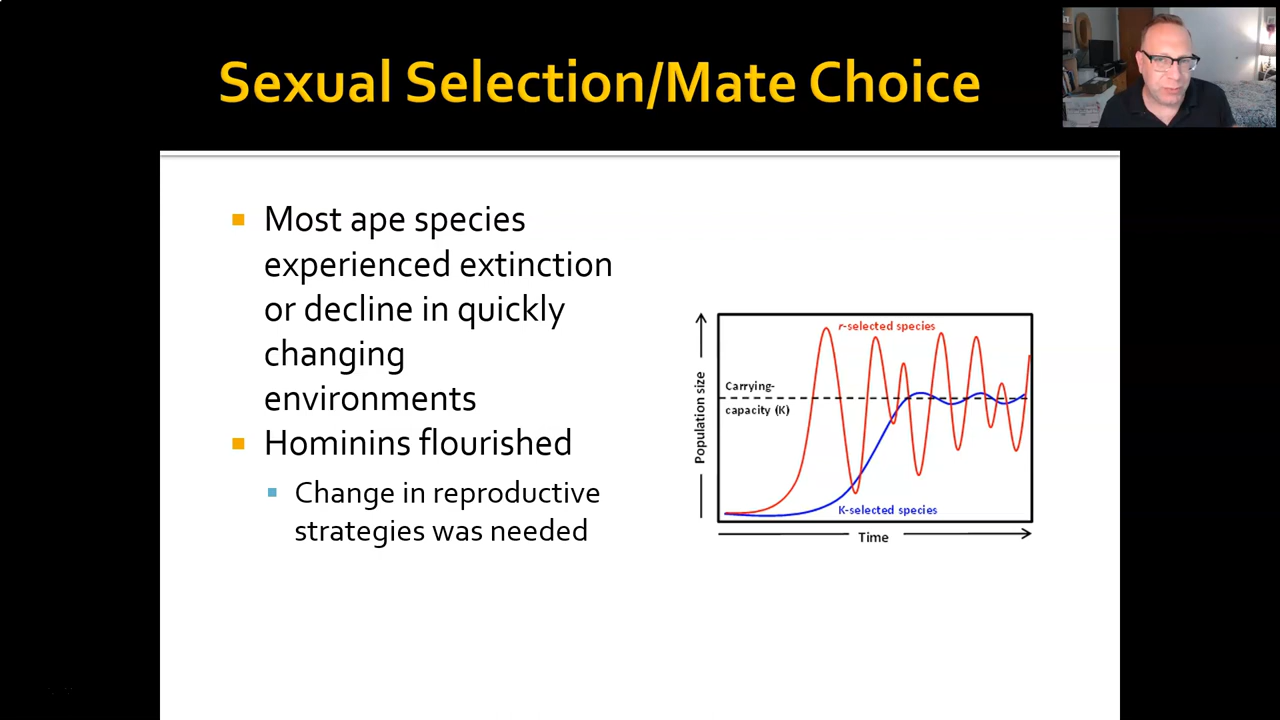 Sexual Selection/Mate Choice
Most ape species
experienced extinction
or decline in quickly
changing
environments
Hominins flourished
Change in reproductive
strategies was needed
r-selected species
Carrying-
capacity (K)
Population size
K-selected species
Time